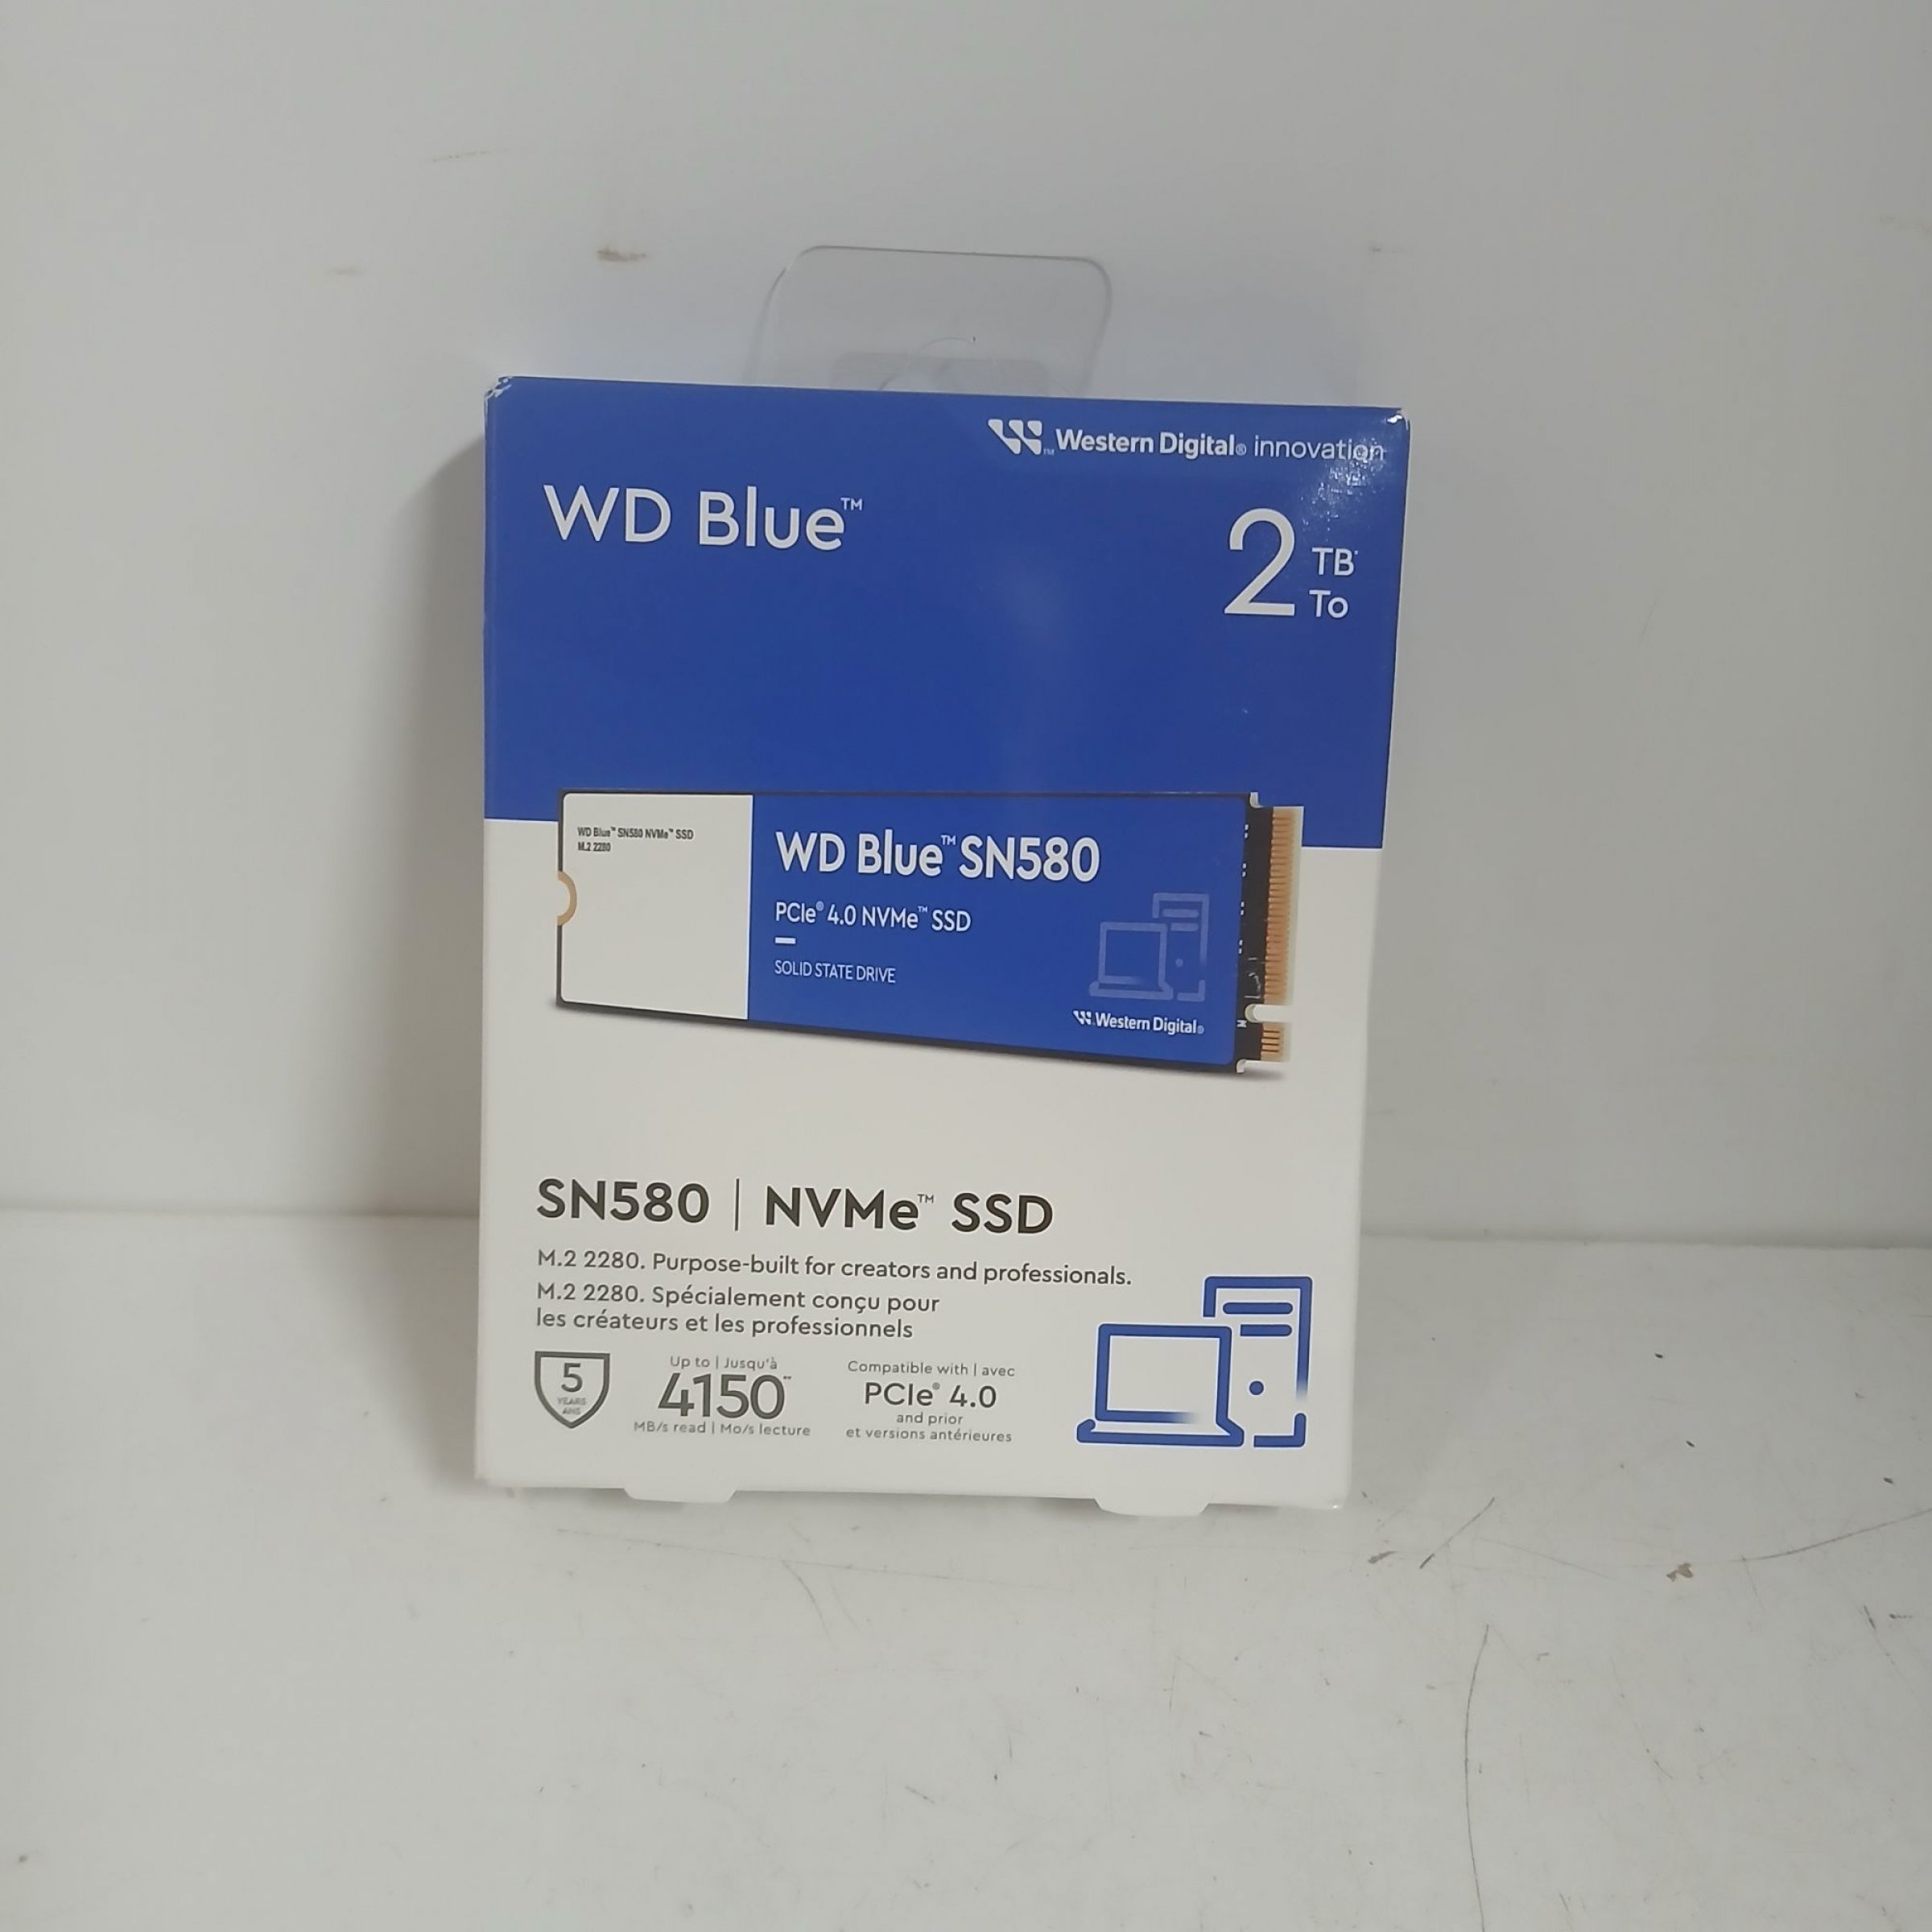 Western Digital® innovation
WD Blue™
2 TB*
To
WD Blue™ SN580 NVMe™ SSD
M.2 2280
WD Blue™ SN580
PCIe® 4.0 NVMe™ SSD
SOLID STATE DRIVE
Western Digital®
SN580 | NVMe™ SSD
M.2 2280. Purpose-built for creators and professionals.
M.2 2280. Spécialement conçu pour
les créateurs et les professionnels
5
YEARS
ANS
Up to | Jusqu'à
4150**
MB/s read | Mo/s lecture
Compatible with | avec
PCIe® 4.0
and prior
et versions antérieures